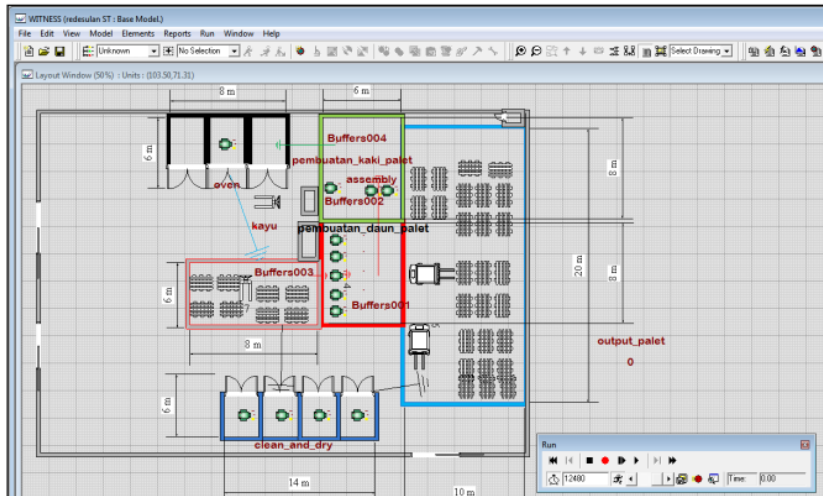 WITNESS (redesulan ST : Base Model.)
File Edit View Model Elements Reports Run Window Help
Unknown No Selection Select Drawing
Layout Window (50%) : Units : (103.50,71.31)
8 m
6 m
Buffers004
6 m
pembuatan_kaki_palet
assembly
8 m
oven
Buffers002
kayu
pembuatan_daun_palet
20 m
Buffers003
8 m
6 m
Buffers001
8 m
output_palet
0
6 m
clean_and_dry
14 m
10 m
Run
12480 Time: 0.00